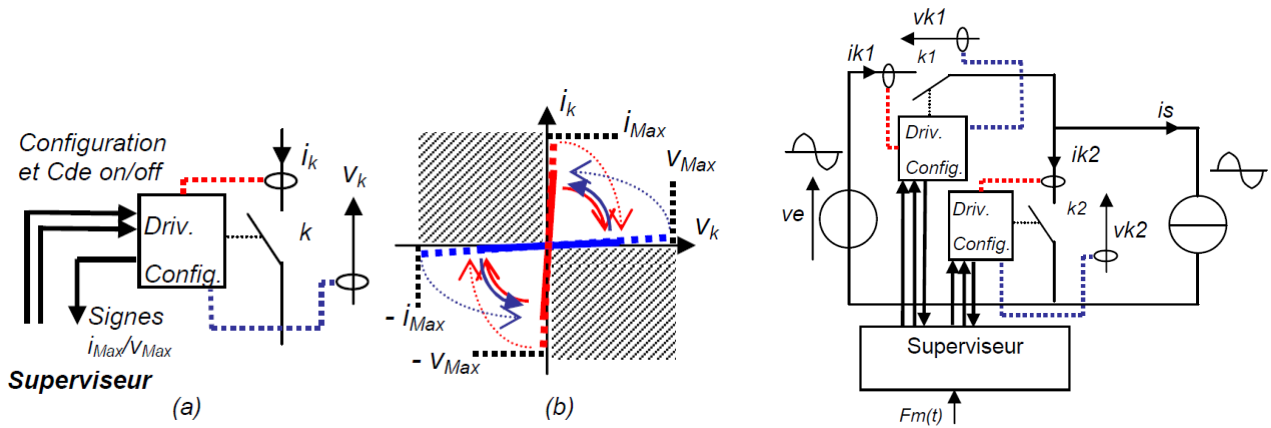 Configuration
et Cde on/off
i_k
v_k
Driv.
k
Config.
Signes
i_Max/v_Max
Superviseur
(a)
i_k
i_Max
v_Max
v_k
- i_Max
- v_Max
(b)
vk1
ik1
k1
is
Driv.
Config.
ik2
ve
Driv.
k2
Config.
vk2
Superviseur
Fm(t)